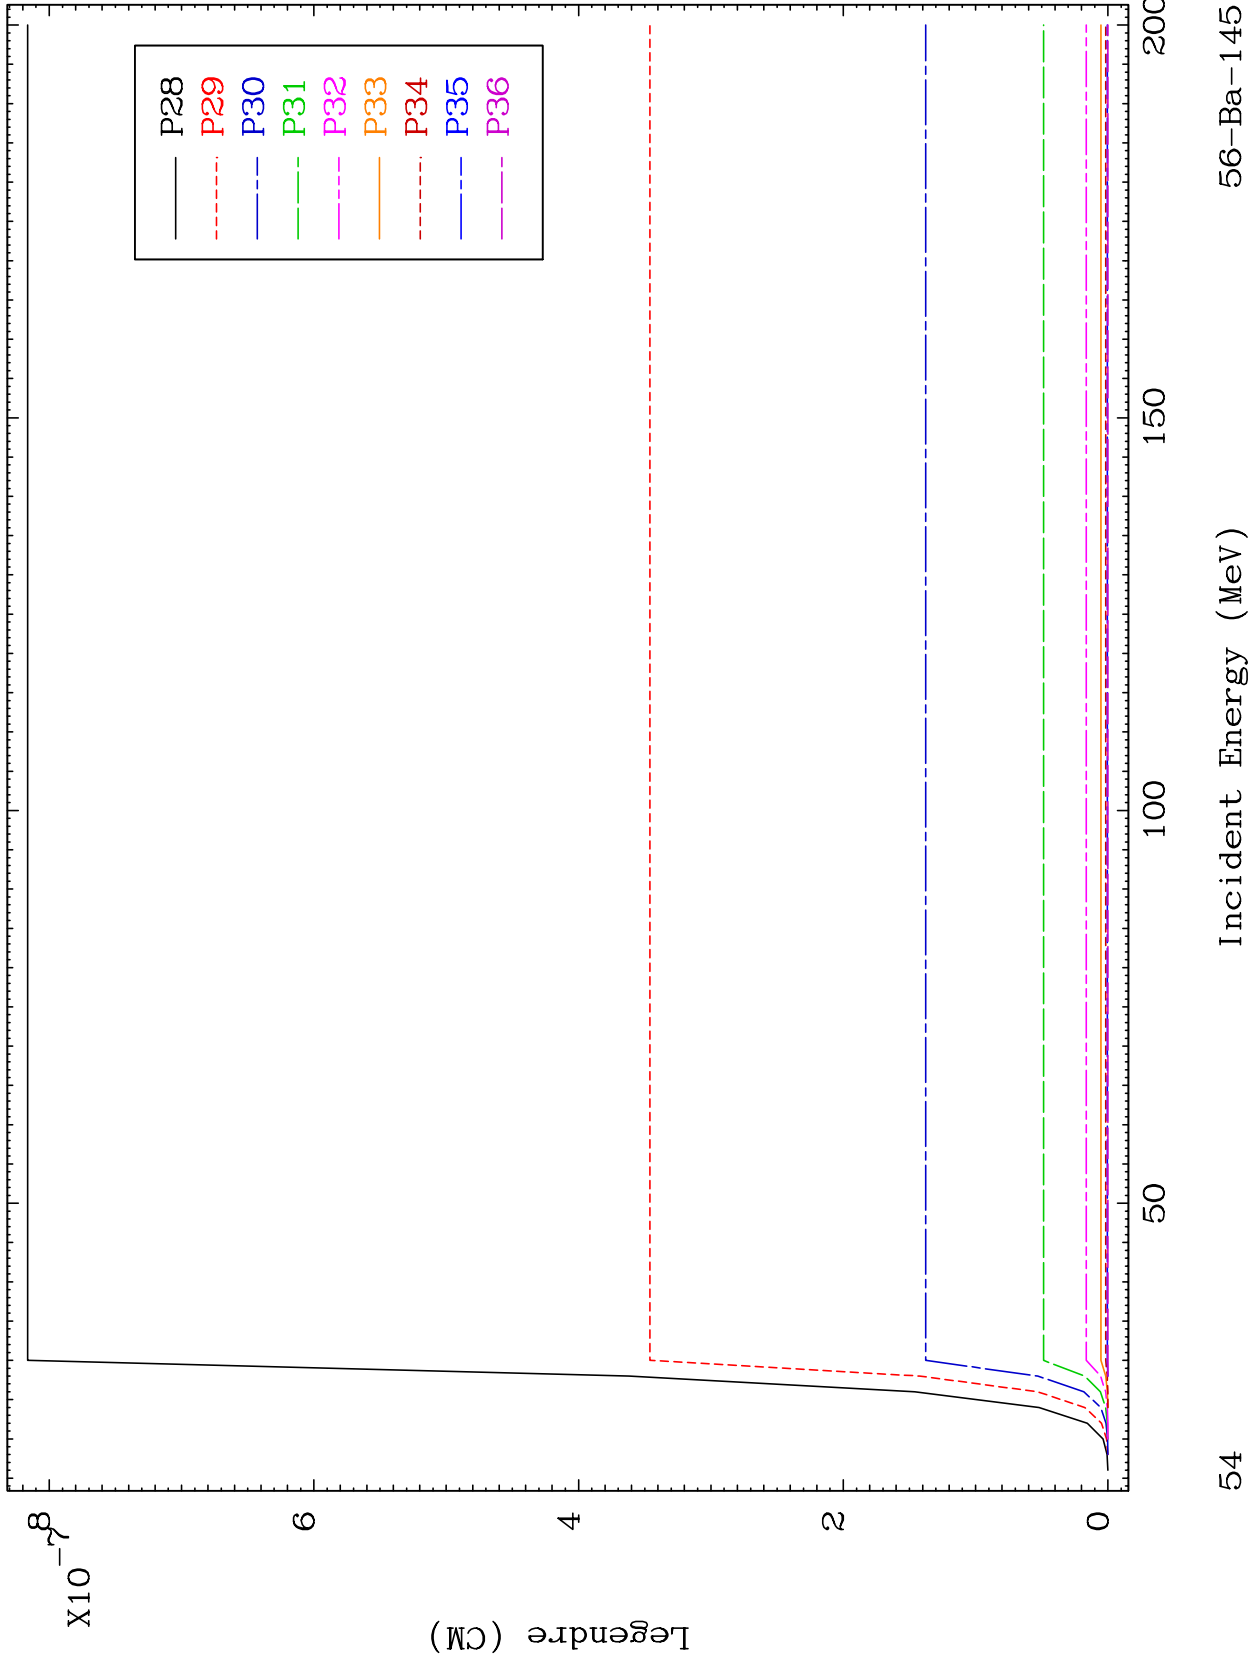 X10-7
8
6
4
2
0
Legendre (CM)
P28
P29
P30
P31
P32
P33
P34
P35
P36
50
100
150
200
Incident Energy (MeV)
54
56-Ba-145